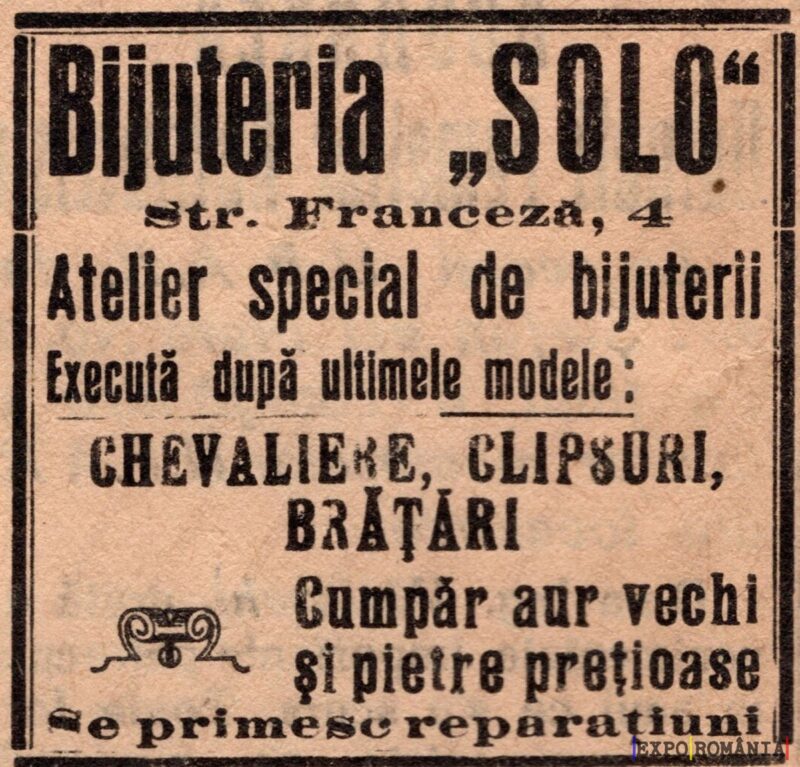 Bijuteria „SOLO“
Str. Franceză, 4
Atelier special de bijuterii
Execută după ultimele modele:
CHEVALIERE, CLIPSURI,
BRĂȚĂRI
Cumpăr aur vechi
și pietre prețioase
Se primesc reparațiuni
EXPO ROMÂNIA